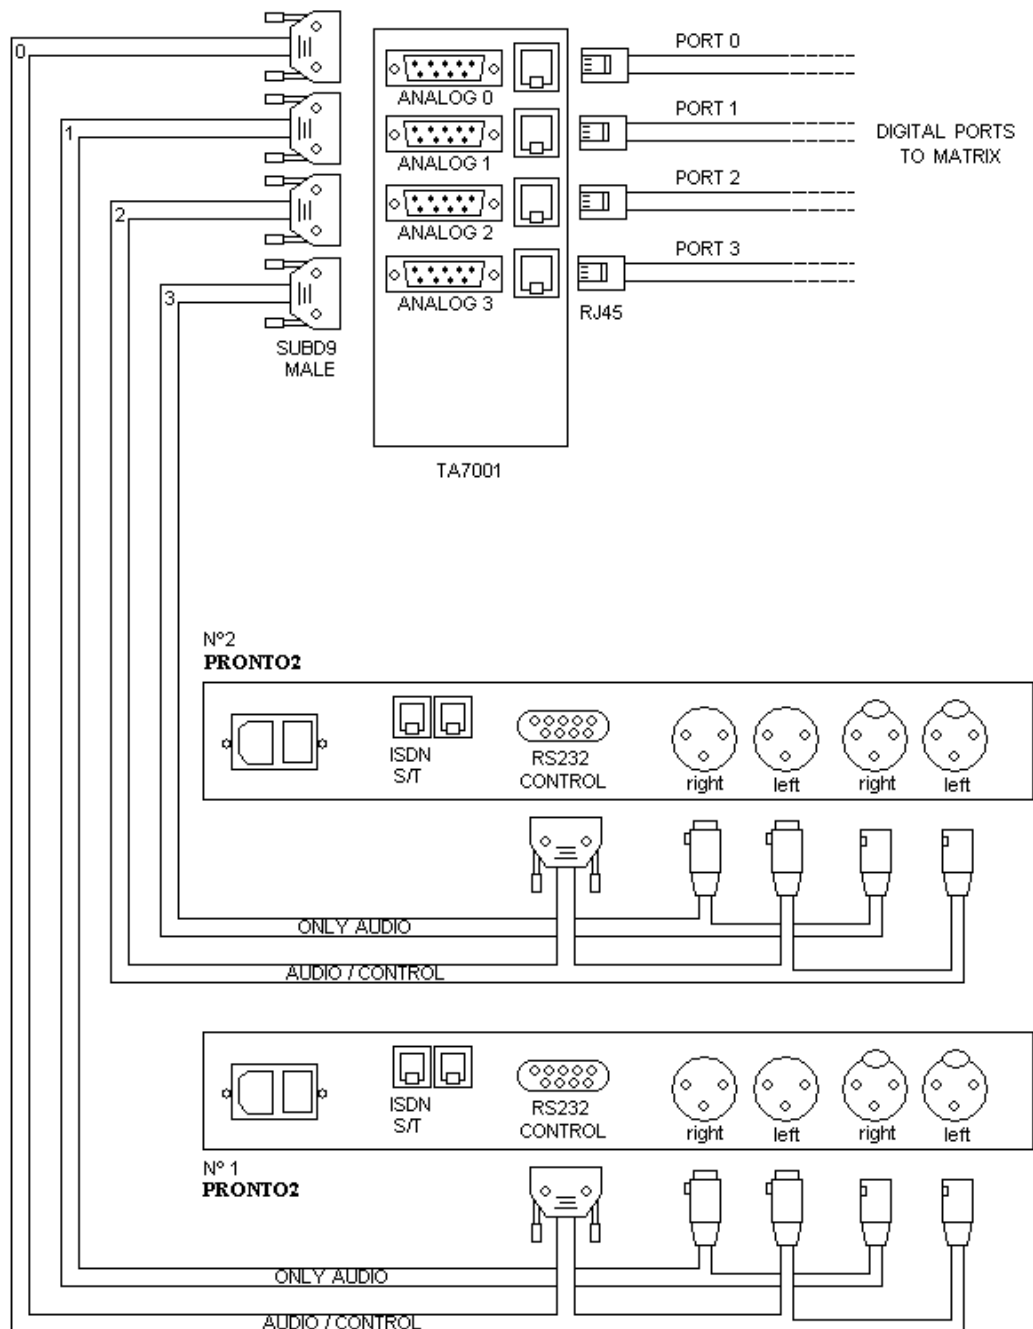 0
PORT 0
ANALOG 0
1
PORT 1
DIGITAL PORTS
TO MATRIX
ANALOG 1
2
PORT 2
ANALOG 2
3
PORT 3
ANALOG 3
RJ45
SUBD9
MALE
TA7001
Nº2
PRONTO2
ISDN
S/T
RS232
CONTROL
right left right left
ONLY AUDIO
AUDIO / CONTROL
ISDN
S/T
RS232
CONTROL
right left right left
Nº 1
PRONTO2
ONLY AUDIO
AUDIO / CONTROL